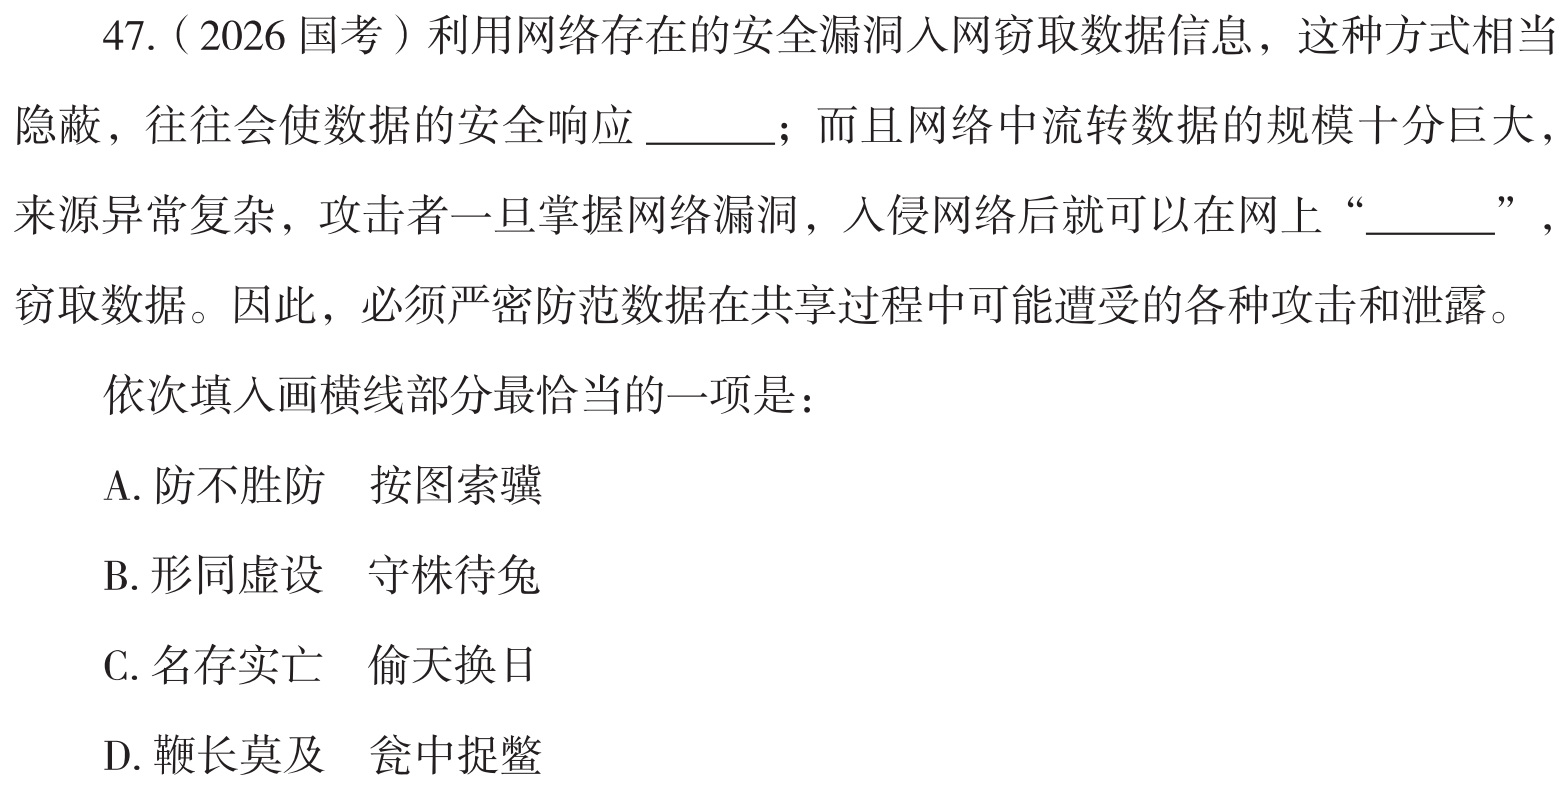 47.（2026 国考）利用网络存在的安全漏洞入网窃取数据信息，这种方式相当
隐蔽，往往会使数据的安全响应______；而且网络中流转数据的规模十分巨大，
来源异常复杂，攻击者一旦掌握网络漏洞，入侵网络后就可以在网上“______”，
窃取数据。因此，必须严密防范数据在共享过程中可能遭受的各种攻击和泄露。
依次填入画横线部分最恰当的一项是：
A. 防不胜防　按图索骥
B. 形同虚设　守株待兔
C. 名存实亡　偷天换日
D. 鞭长莫及　瓮中捉鳖